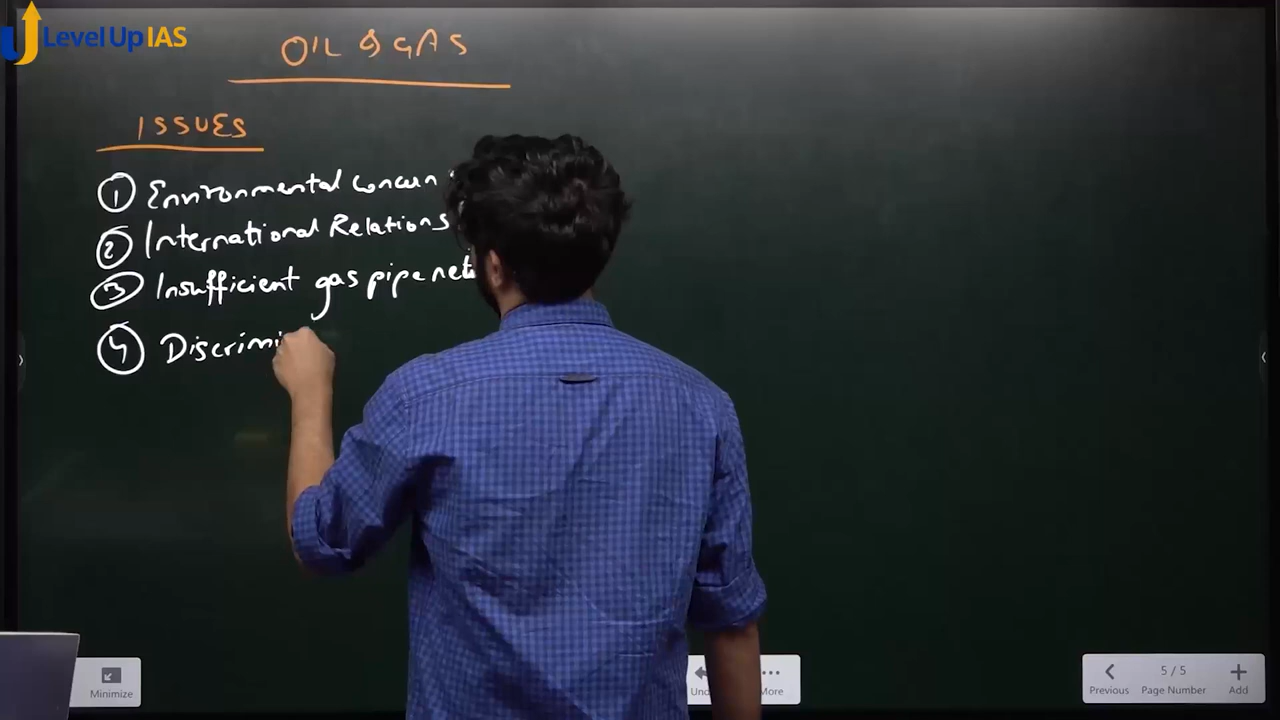 Level Up IAS
OIL & GAS
ISSUES
1 Environmental concern
2 International Relations
3 Insufficient gas pipe net
4 Discrimi
Minimize
Und
More
Previous
5 / 5
Page Number
Add